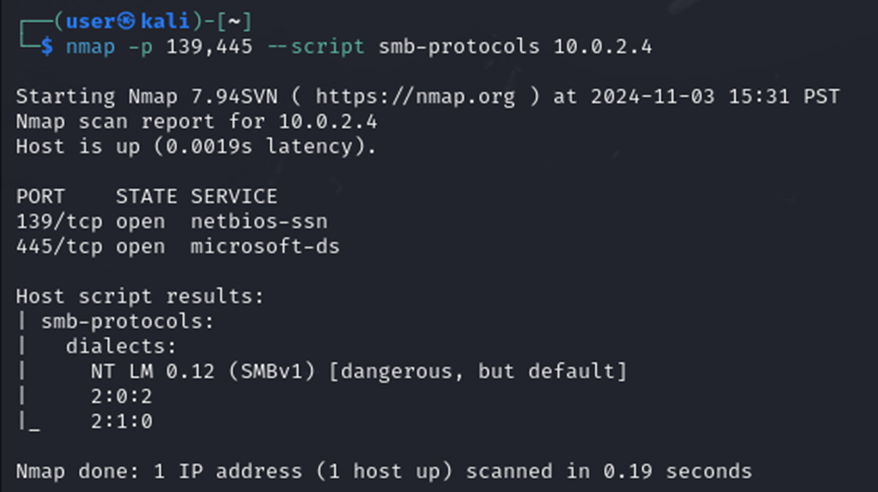 ┌──(user㉿kali)-[~]
└─$ nmap -p 139,445 --script smb-protocols 10.0.2.4
Starting Nmap 7.94SVN ( https://nmap.org ) at 2024-11-03 15:31 PST
Nmap scan report for 10.0.2.4
Host is up (0.0019s latency).
PORT    STATE SERVICE
139/tcp open  netbios-ssn
445/tcp open  microsoft-ds
Host script results:
| smb-protocols:
|   dialects:
|     NT LM 0.12 (SMBv1) [dangerous, but default]
|     2:0:2
|_    2:1:0
Nmap done: 1 IP address (1 host up) scanned in 0.19 seconds